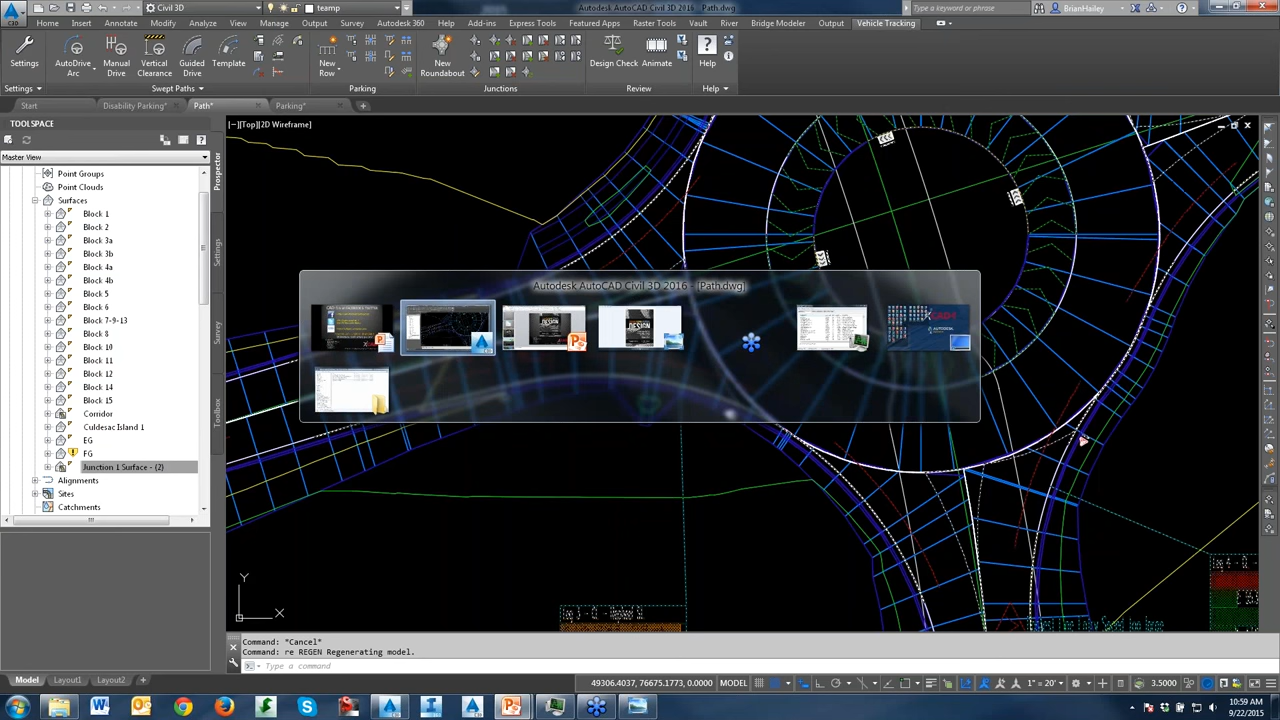 Civil 3D
teamp
Autodesk AutoCAD Civil 3D 2016 - Path.dwg
Type a keyword or phrase
BrianHailey
Home
Insert
Annotate
Modify
Analyze
View
Manage
Output
Survey
Autodesk 360
Help
Add-ins
Express Tools
Featured Apps
Raster Tools
Vault
River
Bridge Modeler
Output
Vehicle Tracking
Settings
AutoDrive Arc
Manual Drive
Vertical Clearance
Guided Drive
Template
New Row
New Roundabout
Design Check
Animate
Help
Settings
Swept Paths
Parking
Junctions
Review
Help
Start
Disability Parking*
Path*
Parking*
TOOLSPACE
[−][Top][2D Wireframe]
Master View
Prospector
Settings
Survey
Toolbox
Point Groups
Point Clouds
Surfaces
Block 1
Block 2
Block 3a
Block 3b
Block 4a
Block 4b
Block 5
Block 6
Block 7-9-13
Block 8
Block 10
Block 11
Block 12
Block 14
Block 15
Corridor
Culdesac Island 1
EG
FG
Junction 1 Surface - (2)
Alignments
Sites
Catchments
Autodesk AutoCAD Civil 3D 2016 - [Path.dwg]
DESIGN
Y
X
Command: *Cancel*
Command: re REGEN Regenerating model.
Type a command
Model
Layout1
Layout2
49306.4037, 76675.1773, 0.0000
MODEL
1" = 20'
3.5000
10:59 AM
9/22/2015